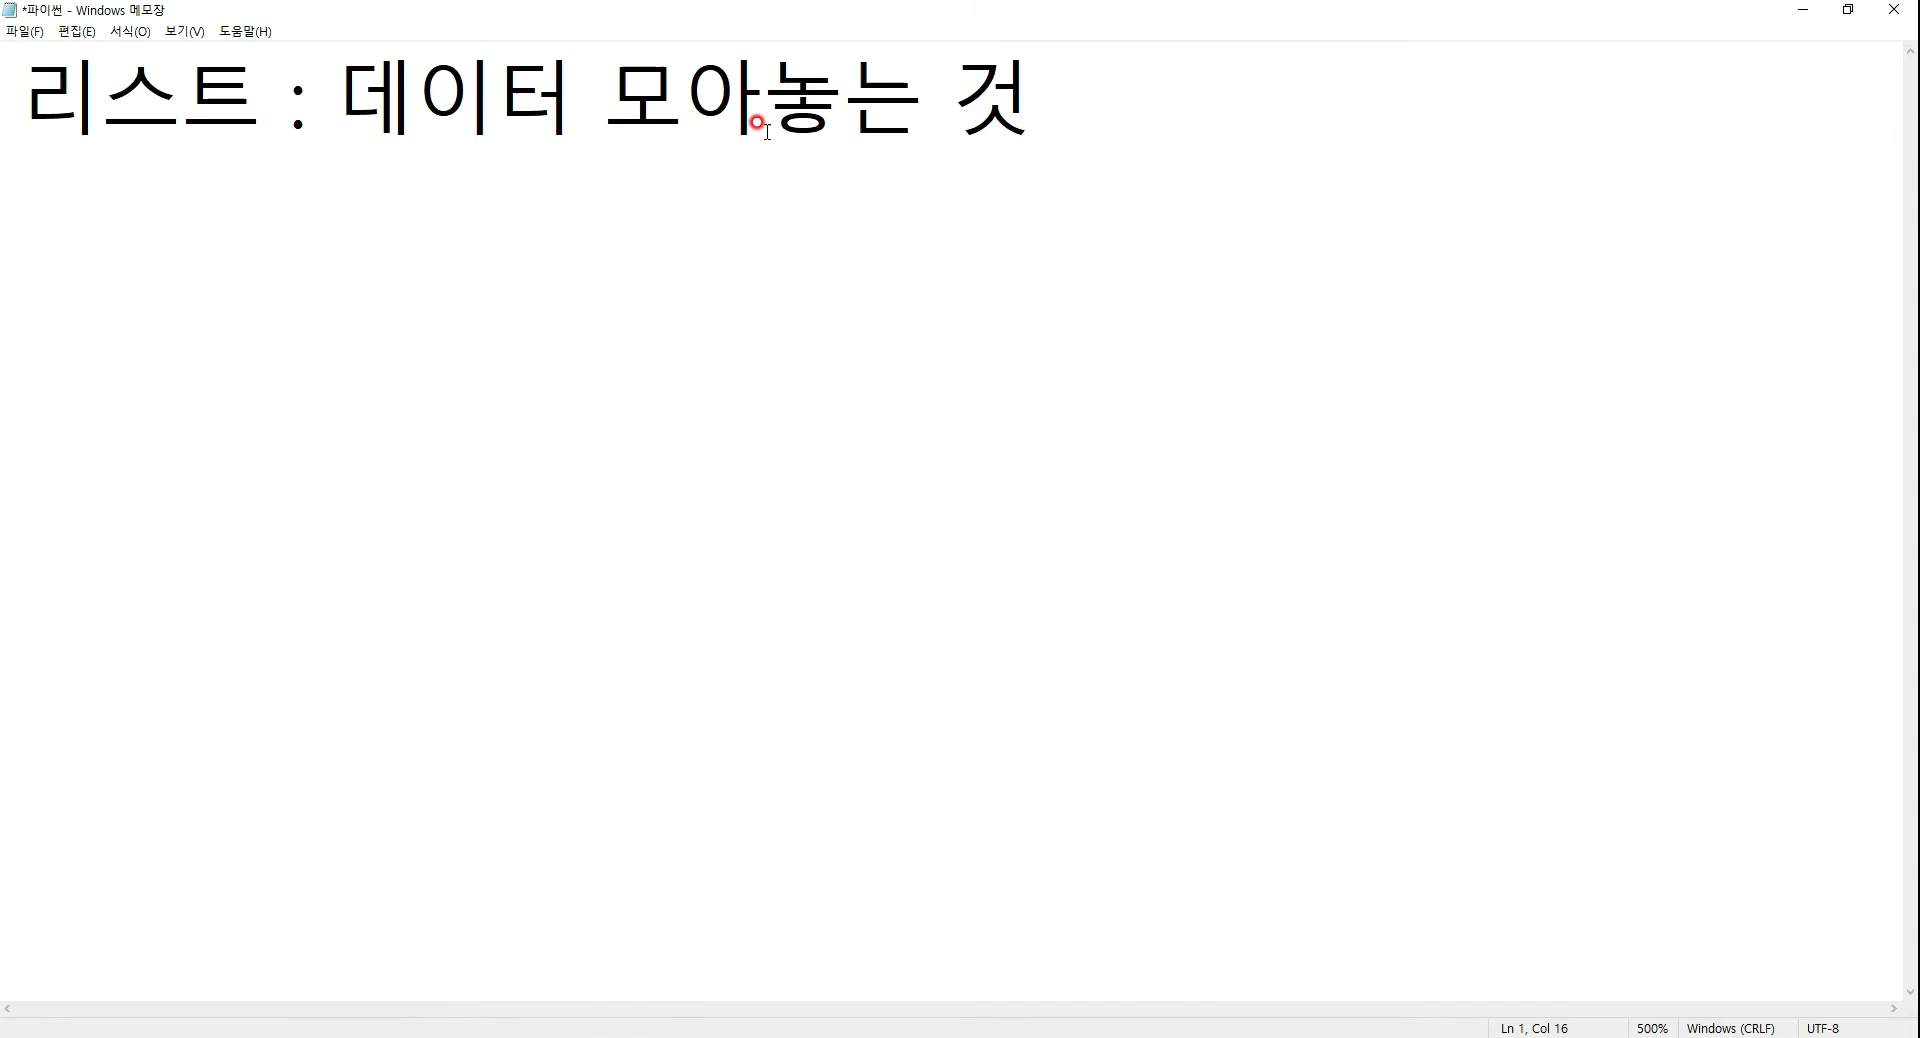 *파이썬 - Windows 메모장
파일(F) 편집(E) 서식(O) 보기(V) 도움말(H)
리스트 : 데이터 모아놓는 것
Ln 1, Col 16 500% Windows (CRLF) UTF-8